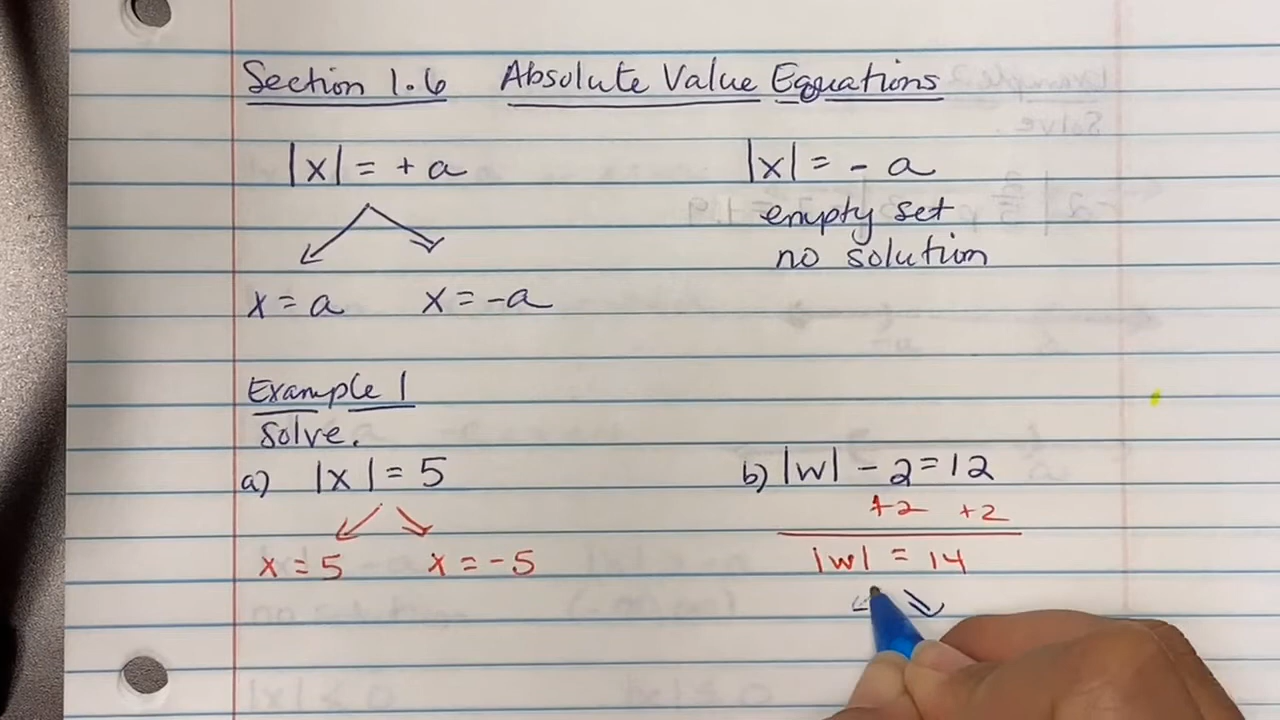 Section 1.6 Absolute Value Equations
|x| = + a
x = a x = -a
|x| = - a
empty set
no solution
Example 1
Solve.
a) |x| = 5
x = 5 x = -5
b) |w| - 2 = 12
+2 +2
|w| = 14